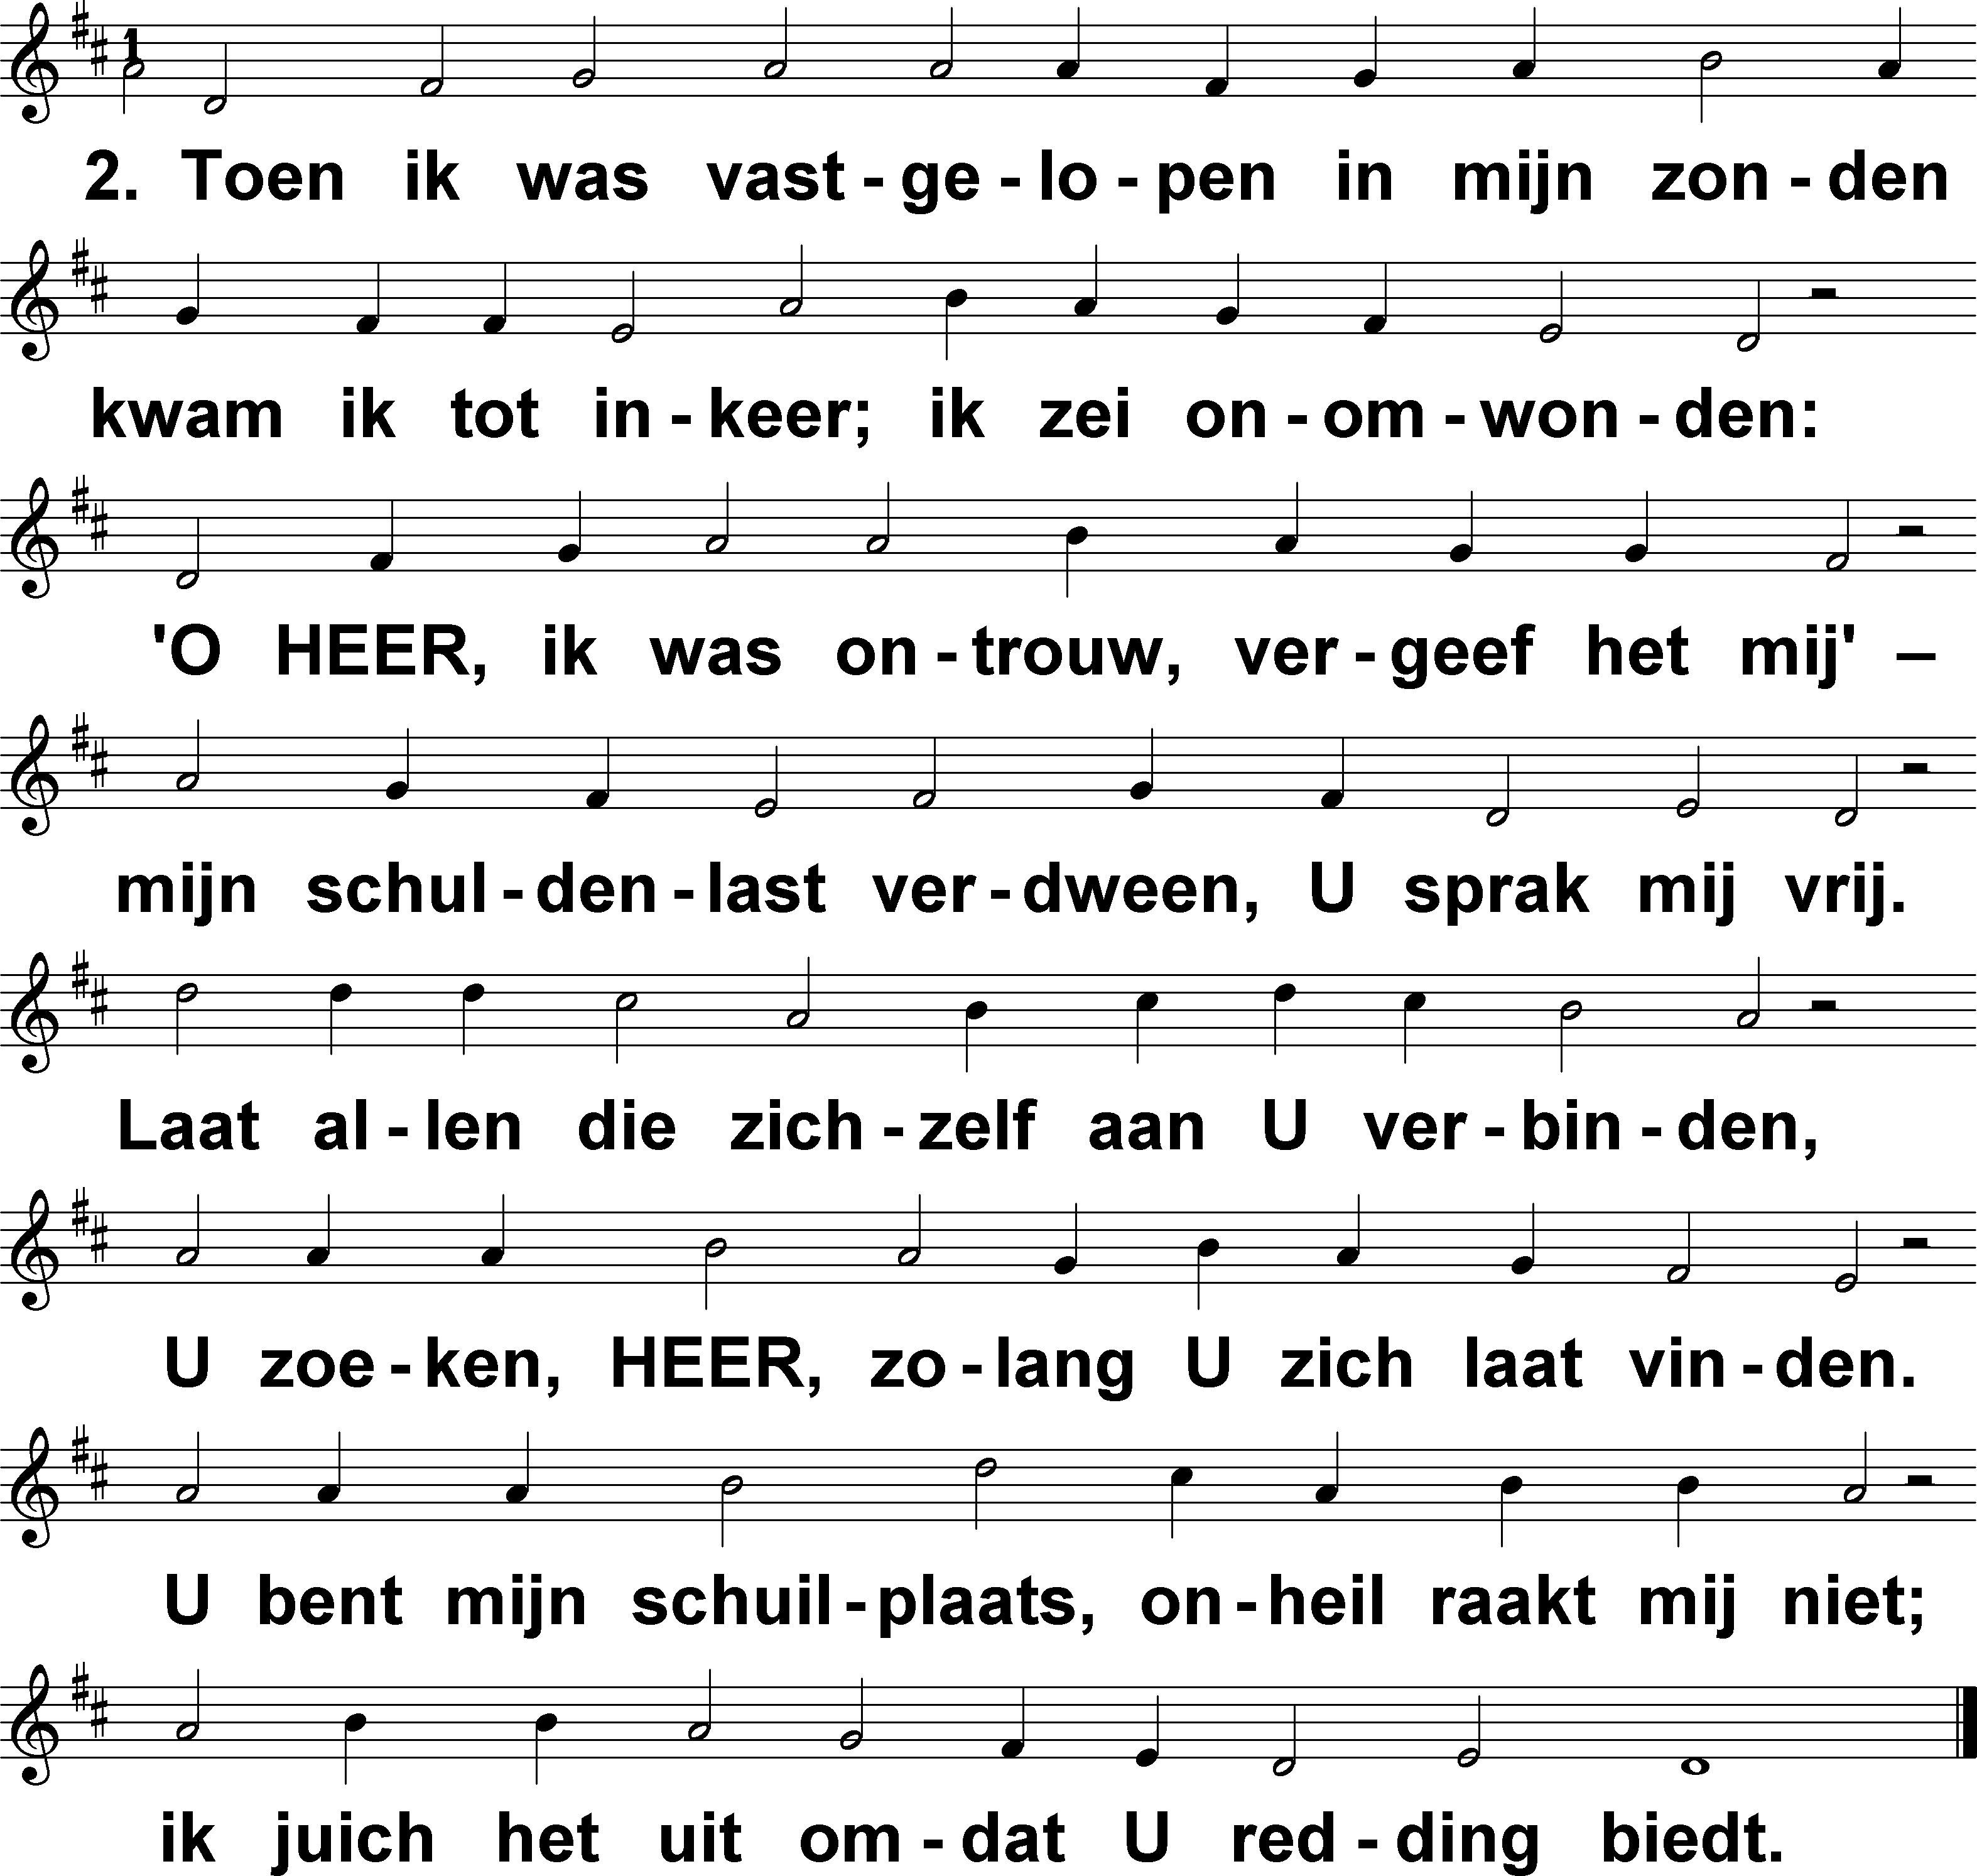 1
2. Toen ik was vast - ge - lo - pen in mijn zon - den
kwam ik tot in - keer; ik zei on - om - won - den:
'O HEER, ik was on - trouw, ver - geef het mij' –
mijn schul - den - last ver - dween, U sprak mij vrij.
Laat al - len die zich - zelf aan U ver - bin - den,
U zoe - ken, HEER, zo - lang U zich laat vin - den.
U bent mijn schuil - plaats, on - heil raakt mij niet;
ik juich het uit om - dat U red - ding biedt.